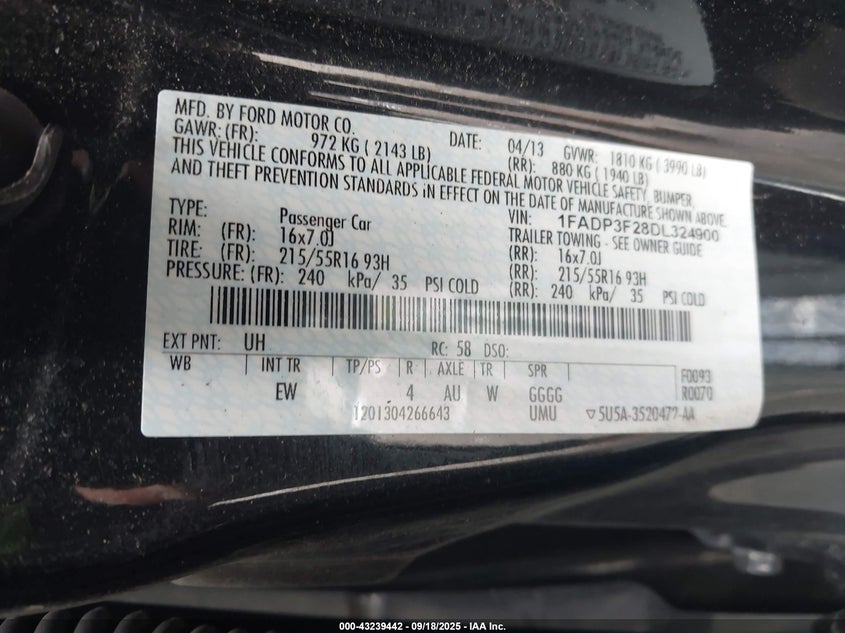 MFD. BY FORD MOTOR CO. DATE: 04/13 GVWR: 1810 KG ( 3990 LB)
GAWR: (FR): 972 KG ( 2143 LB) (RR): 880 KG ( 1940 LB)
THIS VEHICLE CONFORMS TO ALL APPLICABLE FEDERAL MOTOR VEHICLE SAFETY, BUMPER,
AND THEFT PREVENTION STANDARDS iN EFFECT ON THE DATE OF MANUFACTURE SHOWN ABOVE.
VIN: 1FADP3F28DL324900
TYPE: Passenger Car TRAILER TOWING - SEE OWNER GUIDE
RIM: (FR): 16x7.0J (RR): 16x7.0J
TIRE: (FR): 215/55R16 93H (RR): 215/55R16 93H
PRESSURE: (FR): 240 kPa/ 35 PSI COLD (RR): 240 kPa/ 35 PSI COLD
EXT PNT: UH RC: 58 DSO:
WB INT TR TP/PS R AXLE TR SPR F0093
EW 4 AU W GGGG R0070
1201304266643 UMU ▽5U5A-3520472-AA
000-43239442 - 09/18/2025 - IAA Inc.